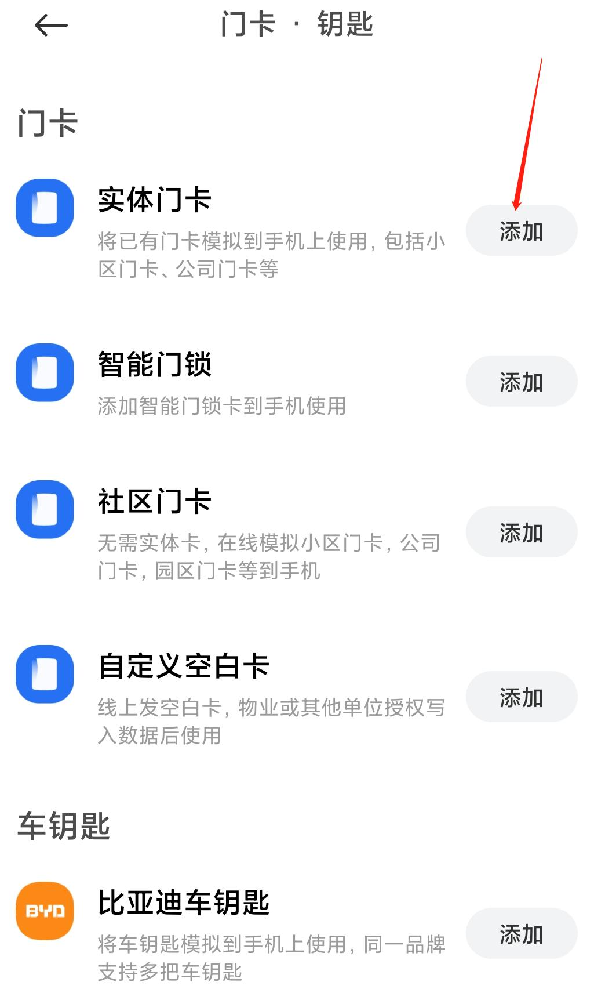 门卡 · 钥匙
门卡
实体门卡
将已有门卡模拟到手机上使用, 包括小
区门卡、公司门卡等
添加
智能门锁
添加智能门锁卡到手机使用
添加
社区门卡
无需实体卡, 在线模拟小区门卡, 公司
门卡, 园区门卡等到手机
添加
自定义空白卡
线上发空白卡, 物业或其他单位授权写
入数据后使用
添加
车钥匙
BYD
比亚迪车钥匙
将车钥匙模拟到手机上使用, 同一品牌
支持多把车钥匙
添加